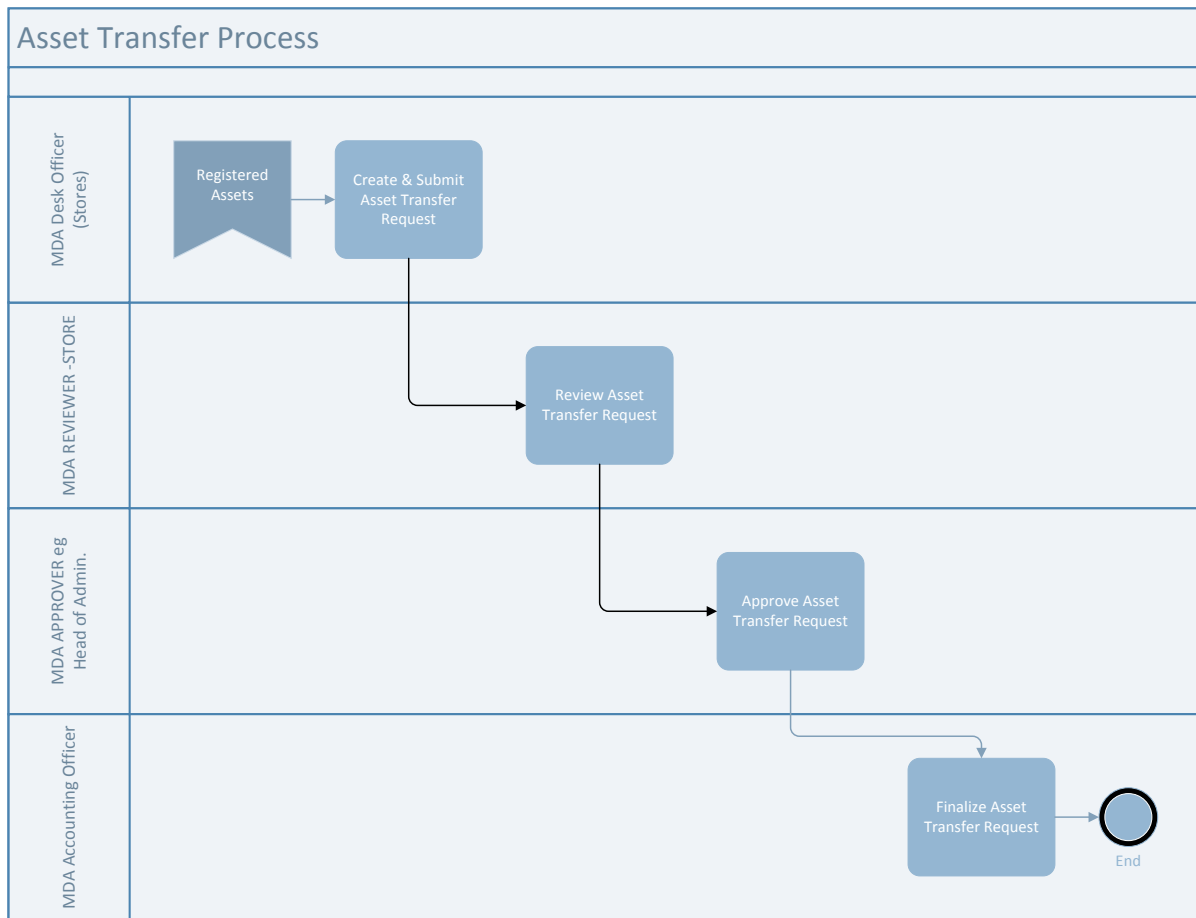 Asset Transfer Process
MDA Desk Officer
(Stores)
Registered
Assets
Create & Submit
Asset Transfer
Request
MDA REVIEWER -STORE
Review Asset
Transfer Request
MDA APPROVER eg
Head of Admin.
Approve Asset
Transfer Request
MDA Accounting Officer
Finalize Asset
Transfer Request
End